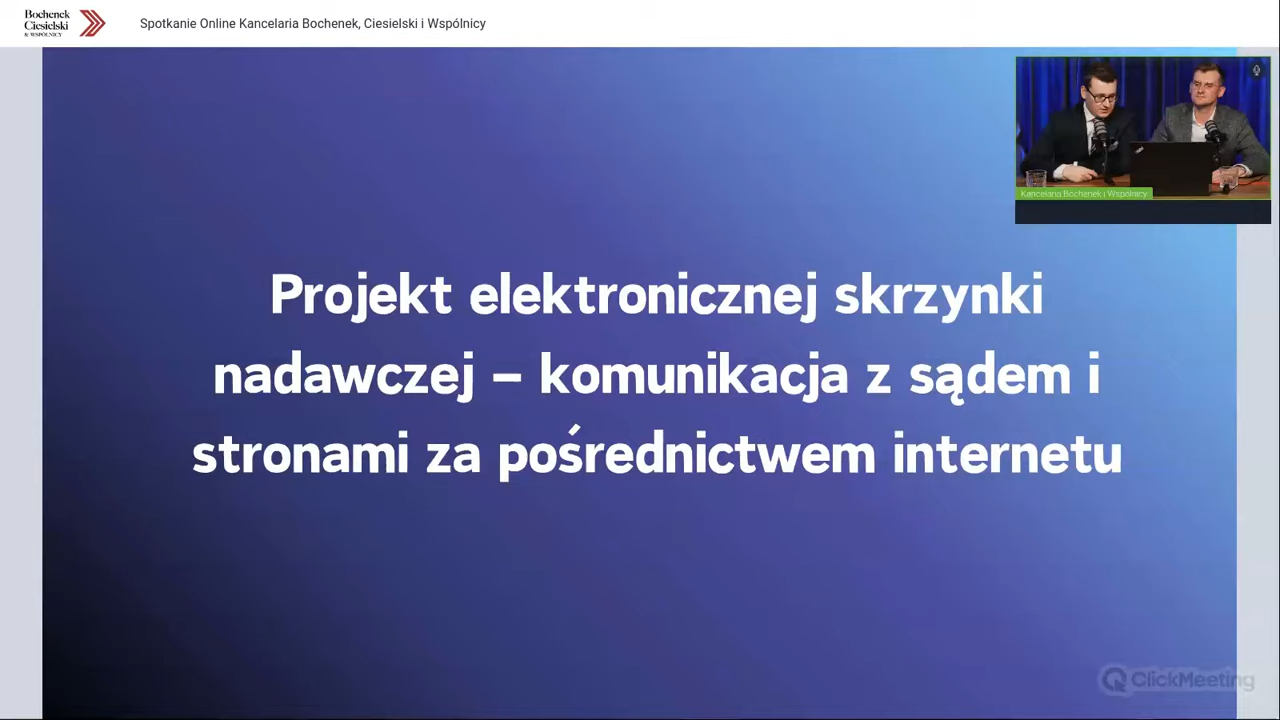 Bochenek
Ciesielski
& WSPÓLNICY
Spotkanie Online Kancelaria Bochenek, Ciesielski i Wspólnicy
Kancelaria Bochenek i Wspólnicy
Projekt elektronicznej skrzynki
nadawczej – komunikacja z sądem i
stronami za pośrednictwem internetu
ClickMeeting